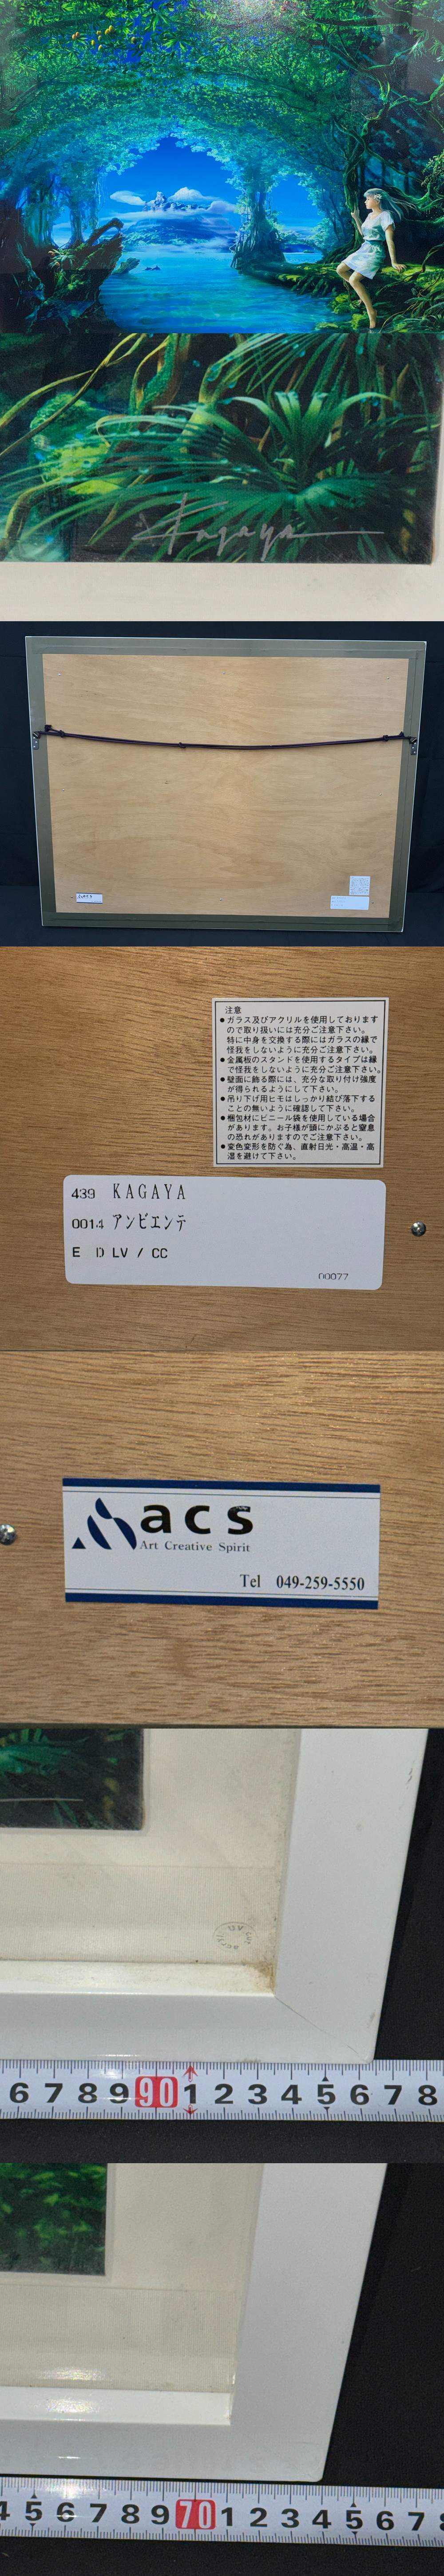 Kagaya
注意
●ガラス及びアクリルを使用しております
ので取り扱いには充分ご注意下さい。
特に中身を交換する際にはガラスの縁で
怪我をしないように充分ご注意下さい。
●金属板のスタンドを使用するタイプは縁
で怪我をしないように充分ご注意下さい。
●壁面に飾る際には、充分な取り付け強度
が得られるようにして下さい。
●吊り下げ用ヒモはしっかり結び落下する
ことの無いように確認して下さい。
●梱包材にビニール袋を使用している場合
があります。お子様が頭にかぶると窒息
の恐れがありますのでご注意下さい。
●変色変形を防ぐ為、直射日光・高温・高
湿を避けて下さい。
439 KAGAYA
0014 アンビエンテ
E D LV / CC
00077
acs
Art Creative Spirit
Tel 049-259-5550
6 7 8 9 90 1 2 3 4 5 6 7 8
4 5 6 7 8 9 70 1 2 3 4 5 6 7